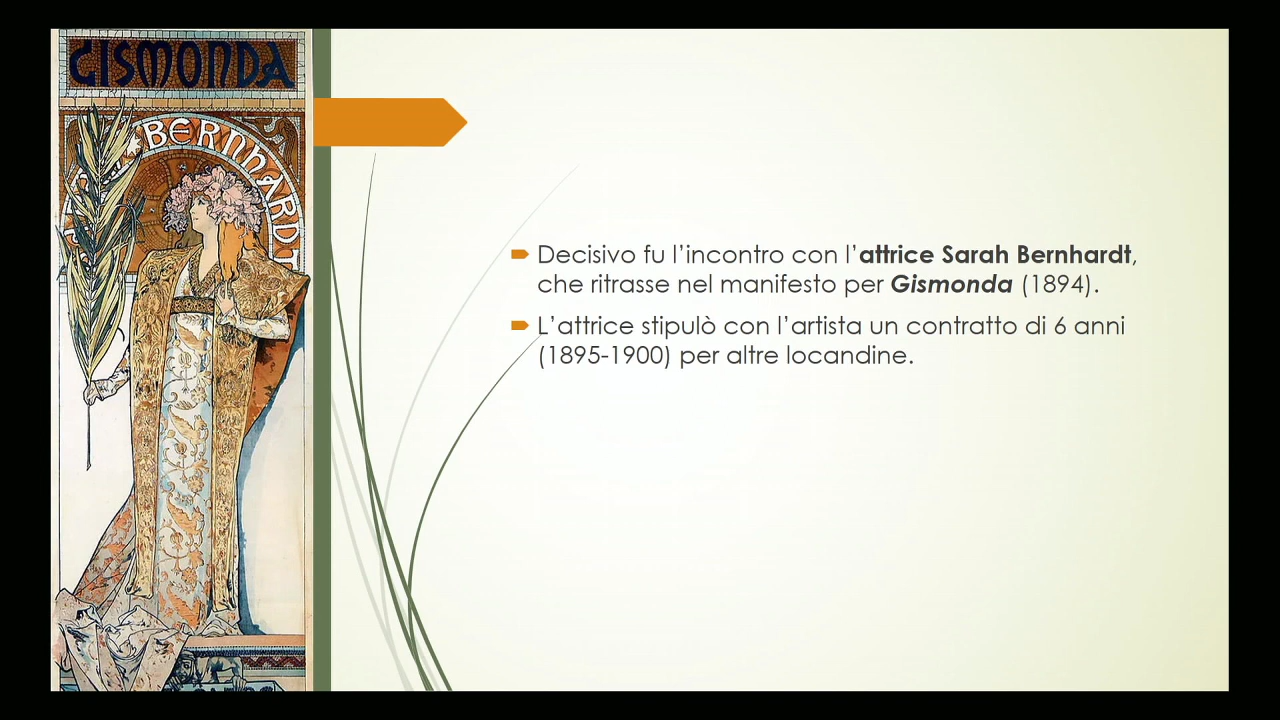 GISMONDA
BERNHARDT
Decisivo fu l’incontro con l’attrice Sarah Bernhardt,
che ritrasse nel manifesto per Gismonda (1894).
L’attrice stipulò con l’artista un contratto di 6 anni
(1895-1900) per altre locandine.